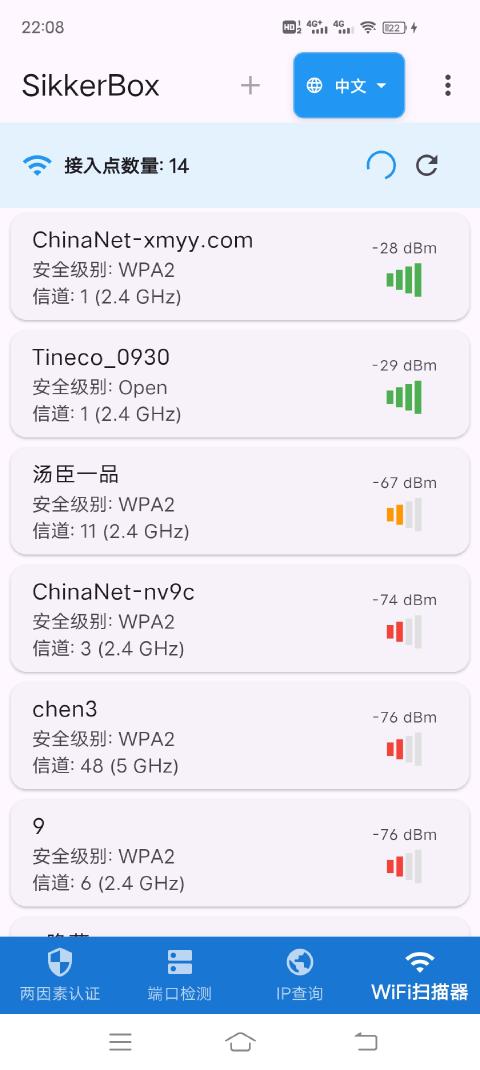 22:08
HD 1 2 4G+ 4G 22
SikkerBox
中文
接入点数量: 14
ChinaNet-xmyy.com
-28 dBm
安全级别: WPA2
信道: 1 (2.4 GHz)
Tineco_0930
-29 dBm
安全级别: Open
信道: 1 (2.4 GHz)
汤臣一品
-67 dBm
安全级别: WPA2
信道: 11 (2.4 GHz)
ChinaNet-nv9c
-74 dBm
安全级别: WPA2
信道: 3 (2.4 GHz)
chen3
-76 dBm
安全级别: WPA2
信道: 48 (5 GHz)
9
-76 dBm
安全级别: WPA2
信道: 6 (2.4 GHz)
两因素认证
端口检测
IP查询
WiFi扫描器